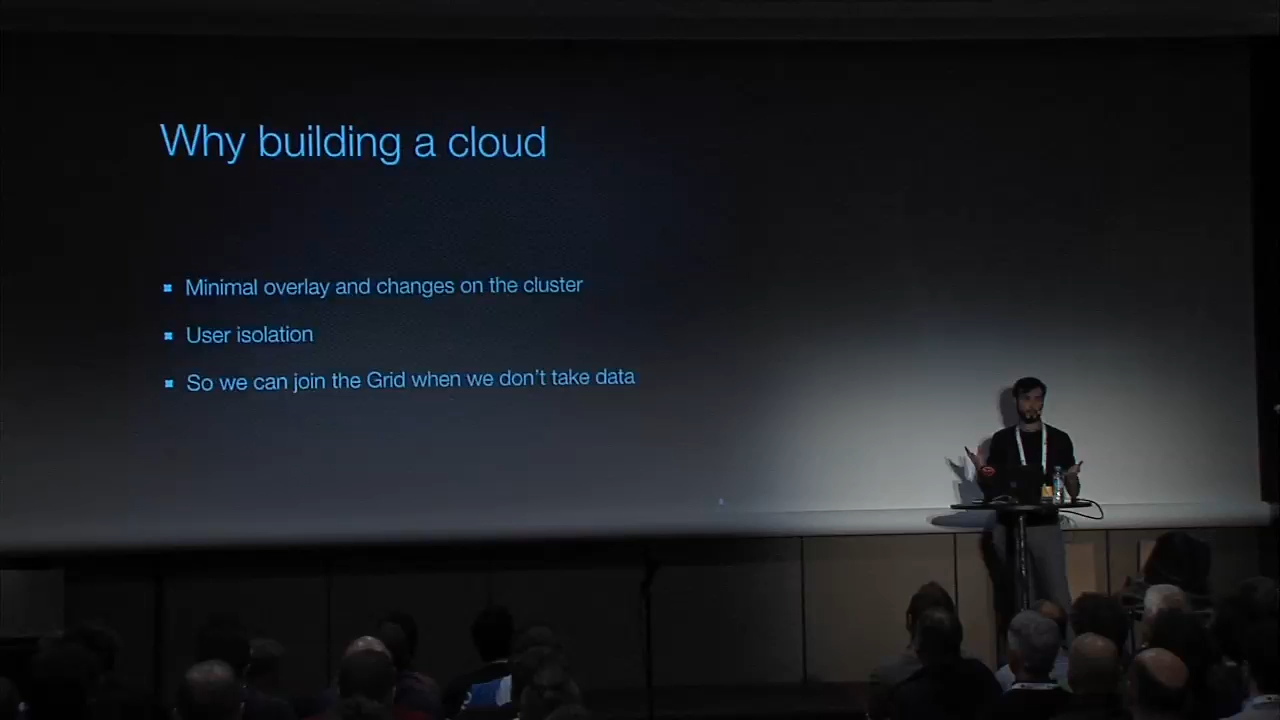 Why building a cloud
Minimal overlay and changes on the cluster
User isolation
So we can join the Grid when we don't take data